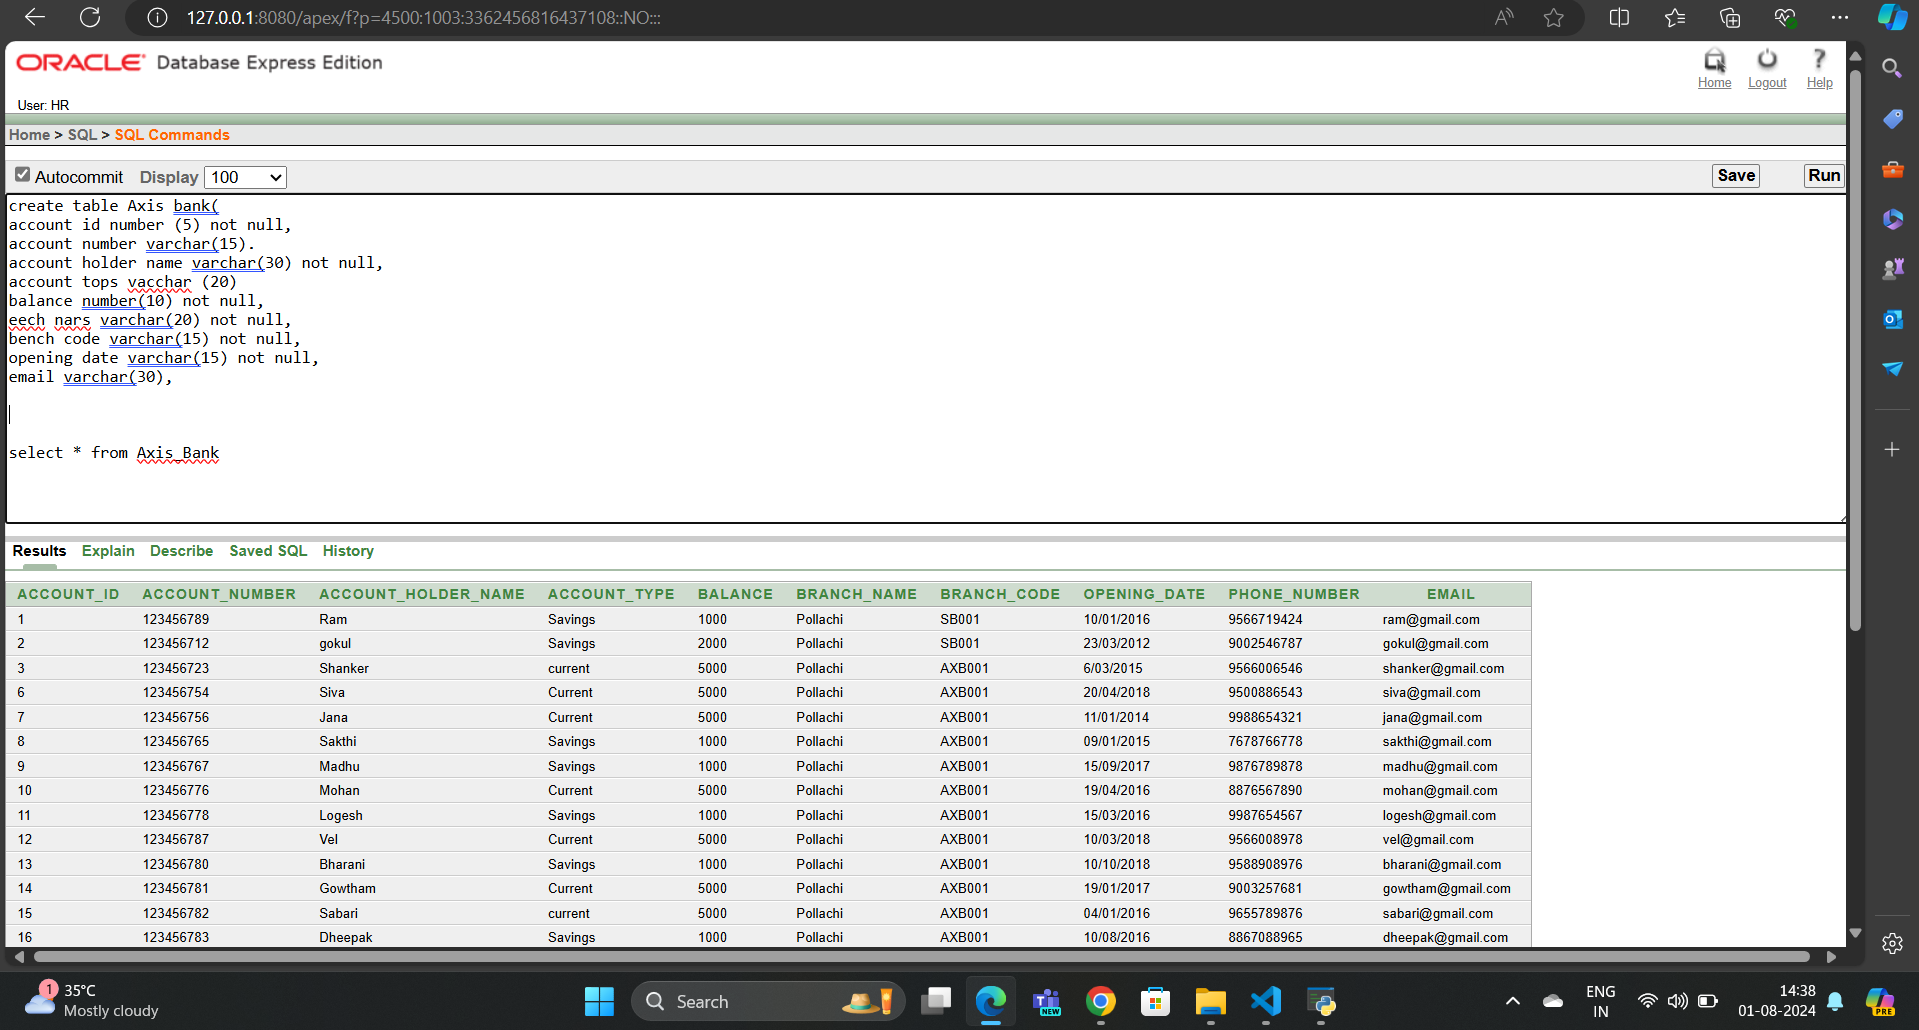 127.0.0.1:8080/apex/f?p=4500:1003:3362456816437108::NO:::
ORACLE Database Express Edition
Home Logout Help
User: HR
Home > SQL > SQL Commands
Autocommit Display 100 Save Run
create table Axis bank(
account id number (5) not null,
account number varchar(15).
account holder name varchar(30) not null,
account tops vacchar (20)
balance number(10) not null,
eech nars varchar(20) not null,
bench code varchar(15) not null,
opening date varchar(15) not null,
email varchar(30),
select * from Axis_Bank
Results Explain Describe Saved SQL History
ACCOUNT_ID ACCOUNT_NUMBER ACCOUNT_HOLDER_NAME ACCOUNT_TYPE BALANCE BRANCH_NAME BRANCH_CODE OPENING_DATE PHONE_NUMBER EMAIL
1 123456789 Ram Savings 1000 Pollachi SB001 10/01/2016 9566719424 ram@gmail.com
2 123456712 gokul Savings 2000 Pollachi SB001 23/03/2012 9002546787 gokul@gmail.com
3 123456723 Shanker current 5000 Pollachi AXB001 6/03/2015 9566006546 shanker@gmail.com
6 123456754 Siva Current 5000 Pollachi AXB001 20/04/2018 9500886543 siva@gmail.com
7 123456756 Jana Current 5000 Pollachi AXB001 11/01/2014 9988654321 jana@gmail.com
8 123456765 Sakthi Savings 1000 Pollachi AXB001 09/01/2015 7678766778 sakthi@gmail.com
9 123456767 Madhu Savings 1000 Pollachi AXB001 15/09/2017 9876789878 madhu@gmail.com
10 123456776 Mohan Current 5000 Pollachi AXB001 19/04/2016 8876567890 mohan@gmail.com
11 123456778 Logesh Savings 1000 Pollachi AXB001 15/03/2016 9987654567 logesh@gmail.com
12 123456787 Vel Current 5000 Pollachi AXB001 10/03/2018 9566008978 vel@gmail.com
13 123456780 Bharani Savings 1000 Pollachi AXB001 10/10/2018 9588908976 bharani@gmail.com
14 123456781 Gowtham Current 5000 Pollachi AXB001 19/01/2017 9003257681 gowtham@gmail.com
15 123456782 Sabari current 5000 Pollachi AXB001 04/01/2016 9655789876 sabari@gmail.com
16 123456783 Dheepak Savings 1000 Pollachi AXB001 10/08/2016 8867088965 dheepak@gmail.com
1 35°C
Mostly cloudy
Search
NEW
ENG
IN
14:38
01-08-2024
PRE